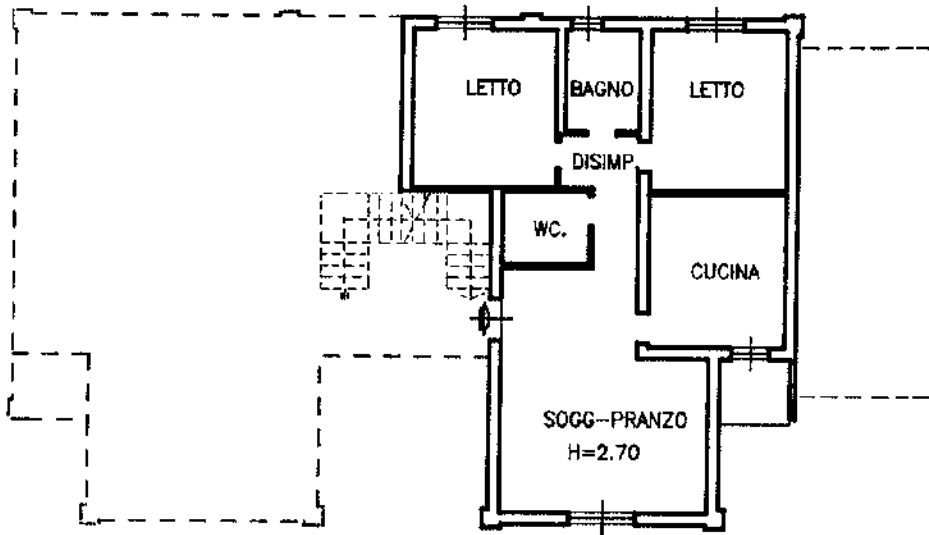 LETTO
BAGNO
LETTO
DISIMP
WC.
CUCINA
SOGG-PRANZO
H=2.70